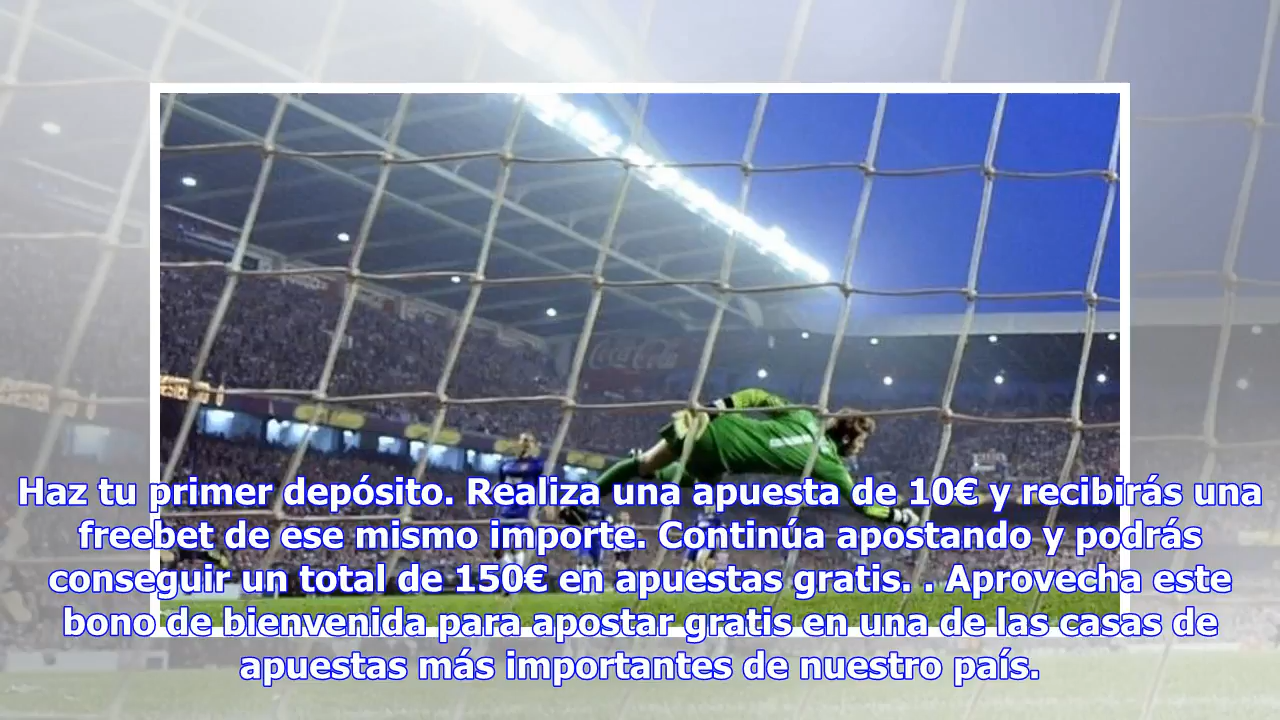 Coca-Cola
Haz tu primer depósito. Realiza una apuesta de 10€ y recibirás una
freebet de ese mismo importe. Continúa apostando y podrás
conseguir un total de 150€ en apuestas gratis. . Aprovecha este
bono de bienvenida para apostar gratis en una de las casas de
apuestas más importantes de nuestro país.